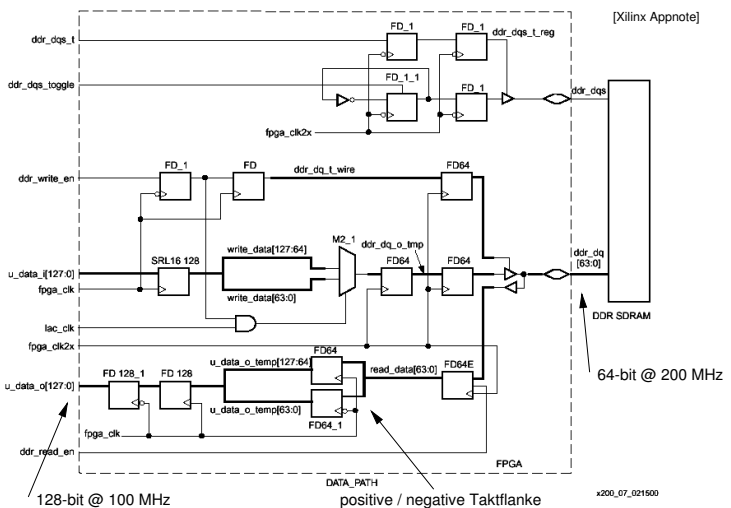 [Xilinx Appnote]
FD_1
FD_1
ddr_dqs_t_reg
ddr_dqs_t
FD_1_1
FD_1
ddr_dqs_toggle
ddr_dqs
fpga_clk2x
FD_1
FD
ddr_dq_t_wire
FD64
ddr_write_en
M2_1
write_data[127:64]
ddr_dq_o_tmp
SRL16 128
FD64
FD64
ddr_dq
[63:0]
u_data_i[127:0]
fpga_clk
write_data[63:0]
DDR SDRAM
lac_clk
fpga_clk2x
FD64
u_data_o_temp[127:64]
read_data[63:0]
FD64E
64-bit @ 200 MHz
FD 128_1
FD 128
u_data_o[127:0]
u_data_o_temp[63:0]
FD64_1
fpga_clk
ddr_read_en
FPGA
DATA_PATH
x200_07_021500
128-bit @ 100 MHz
positive / negative Taktflanke